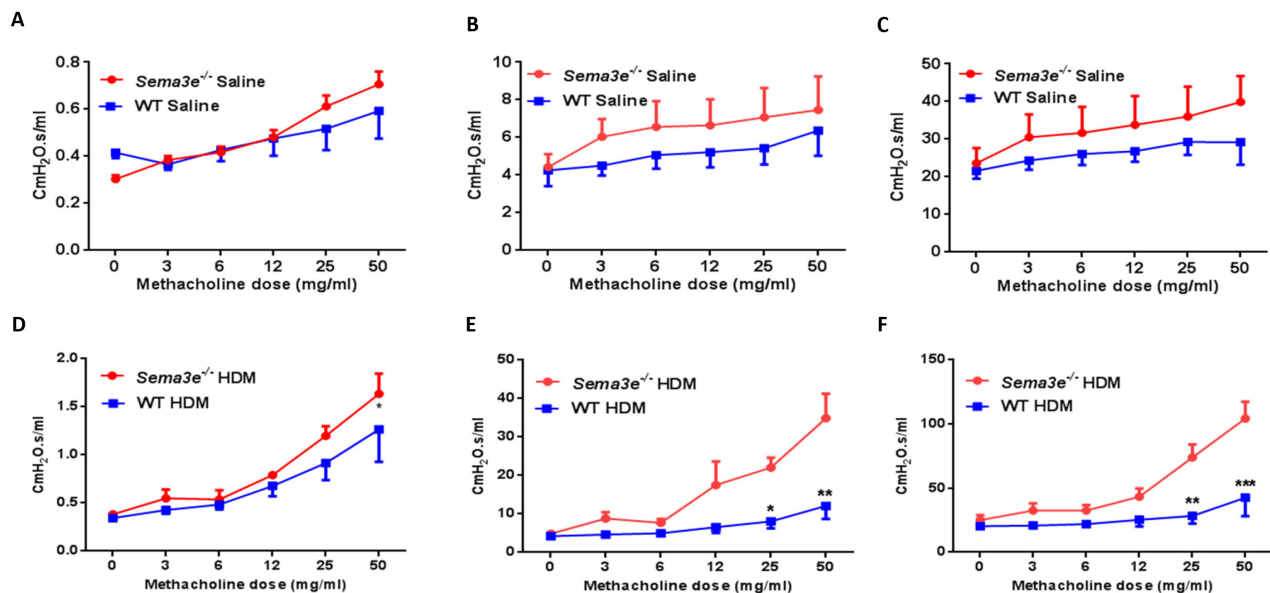 A
0.8
0.6
0.4
0.2
0.0
CmH₂O.s/ml
Sema3e⁻/⁻ Saline
WT Saline
0 3 6 12 25 50
Methacholine dose (mg/ml)
B
10
8
6
4
2
0
CmH₂O.s/ml
Sema3e⁻/⁻ Saline
WT Saline
0 3 6 12 25 50
Methacholine dose (mg/ml)
C
50
40
30
20
10
0
CmH₂O.s/ml
Sema3e⁻/⁻ Saline
WT Saline
0 3 6 12 25 50
Methacholine dose (mg/ml)
D
2.0
1.5
1.0
0.5
0.0
CmH₂O.s/ml
Sema3e⁻/⁻ HDM
WT HDM
*
0 3 6 12 25 50
Methacholine dose (mg/ml)
E
50
40
30
20
10
0
CmH₂O.s/ml
Sema3e⁻/⁻ HDM
WT HDM
* **
0 3 6 12 25 50
Methacholine dose (mg/ml)
F
150
100
50
0
CmH₂O.s/ml
Sema3e⁻/⁻ HDM
WT HDM
** ***
0 3 6 12 25 50
Methacholine dose (mg/ml)